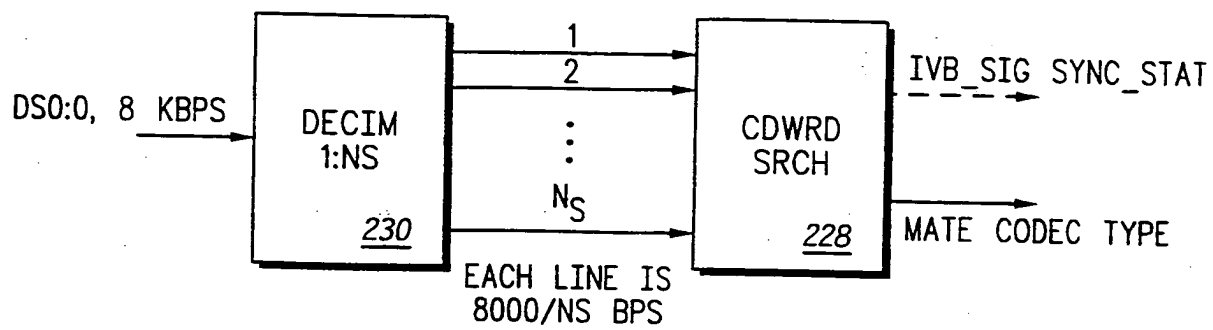 DS0:0, 8 KBPS
DECIM
1:NS
230
1
2
NS
EACH LINE IS
8000/NS BPS
CDWRD
SRCH
228
IVB_SIG SYNC_STAT
MATE CODEC TYPE